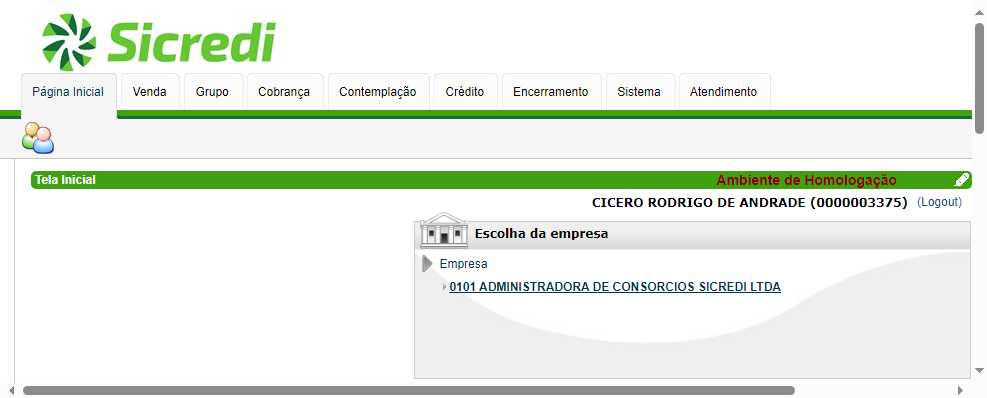 Sicredi
Página Inicial Venda Grupo Cobrança Contemplação Crédito Encerramento Sistema Atendimento
Tela Inicial Ambiente de Homologação
CICERO RODRIGO DE ANDRADE (0000003375) (Logout)
Escolha da empresa
Empresa
0101 ADMINISTRADORA DE CONSORCIOS SICREDI LTDA